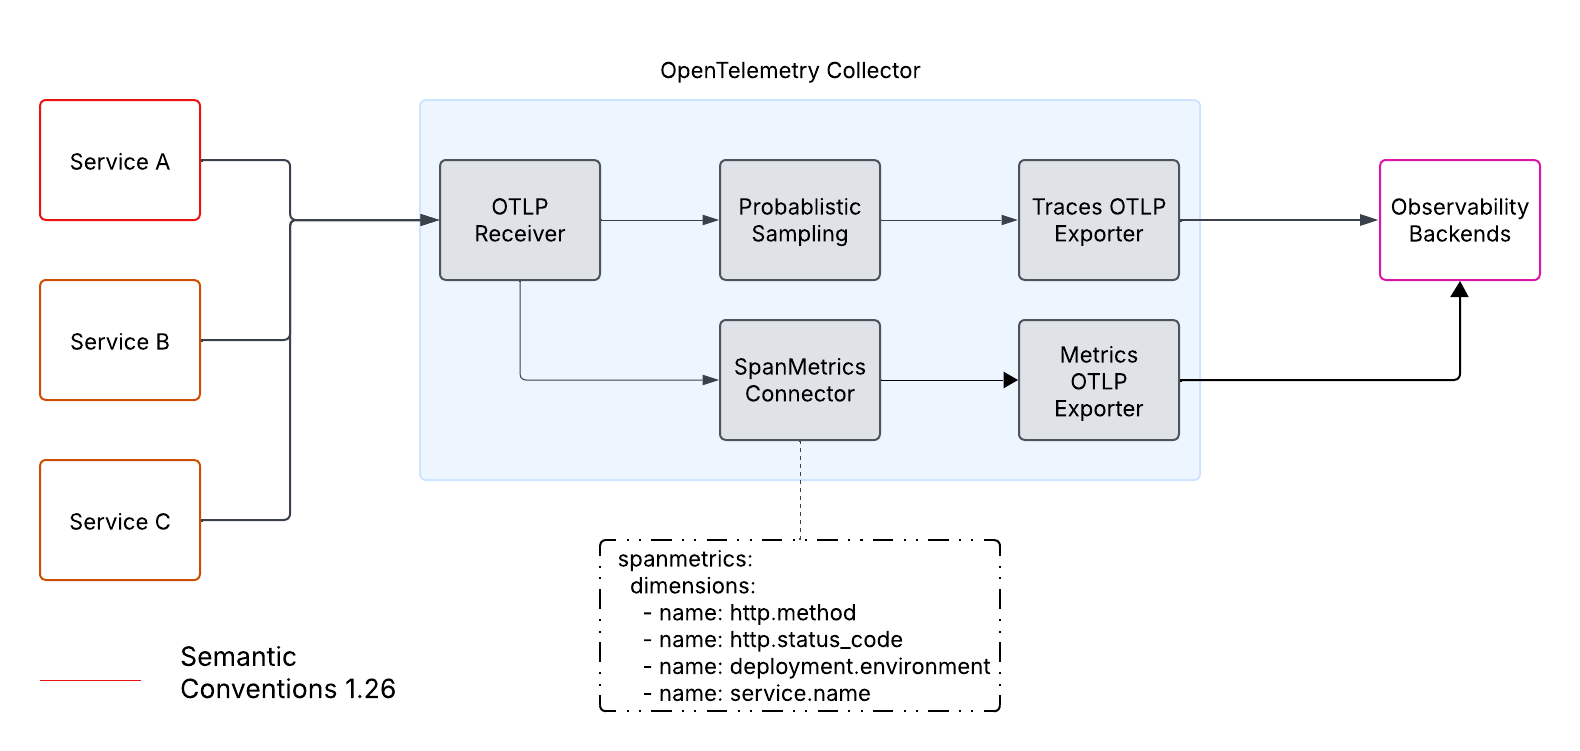 OpenTelemetry Collector
Service A
Service B
Service C
OTLP
Receiver
Probablistic
Sampling
Traces OTLP
Exporter
Observability
Backends
SpanMetrics
Connector
Metrics
OTLP
Exporter
spanmetrics:
dimensions:
- name: http.method
- name: http.status_code
- name: deployment.environment
- name: service.name
Semantic
Conventions 1.26